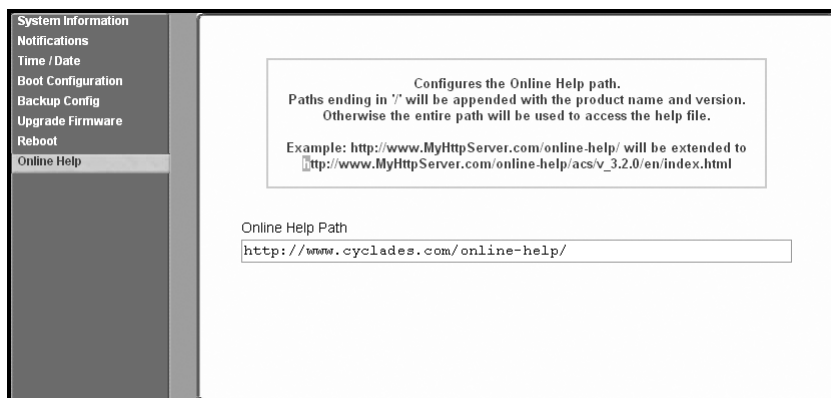 System Information
Notifications
Time / Date
Boot Configuration
Backup Config
Upgrade Firmware
Reboot
Online Help
Configures the Online Help path.
Paths ending in '/' will be appended with the product name and version.
Otherwise the entire path will be used to access the help file.
Example: http://www.MyHttpServer.com/online-help/ will be extended to
http://www.MyHttpServer.com/online-help/acs/v_3.2.0/en/index.html
Online Help Path
http://www.cyclades.com/online-help/